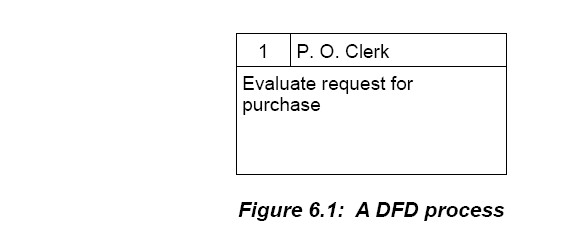 1 P. O. Clerk
Evaluate request for
purchase
Figure 6.1: A DFD process